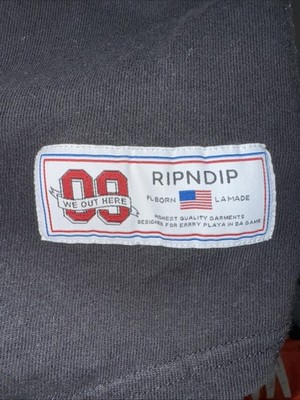 09
WE OUT HERE
RIPNDIP
FL BORN LA MADE
HIGHEST QUALITY GARMENTS
DESIGNED FOR ERRRY PLAYA IN DA GAME